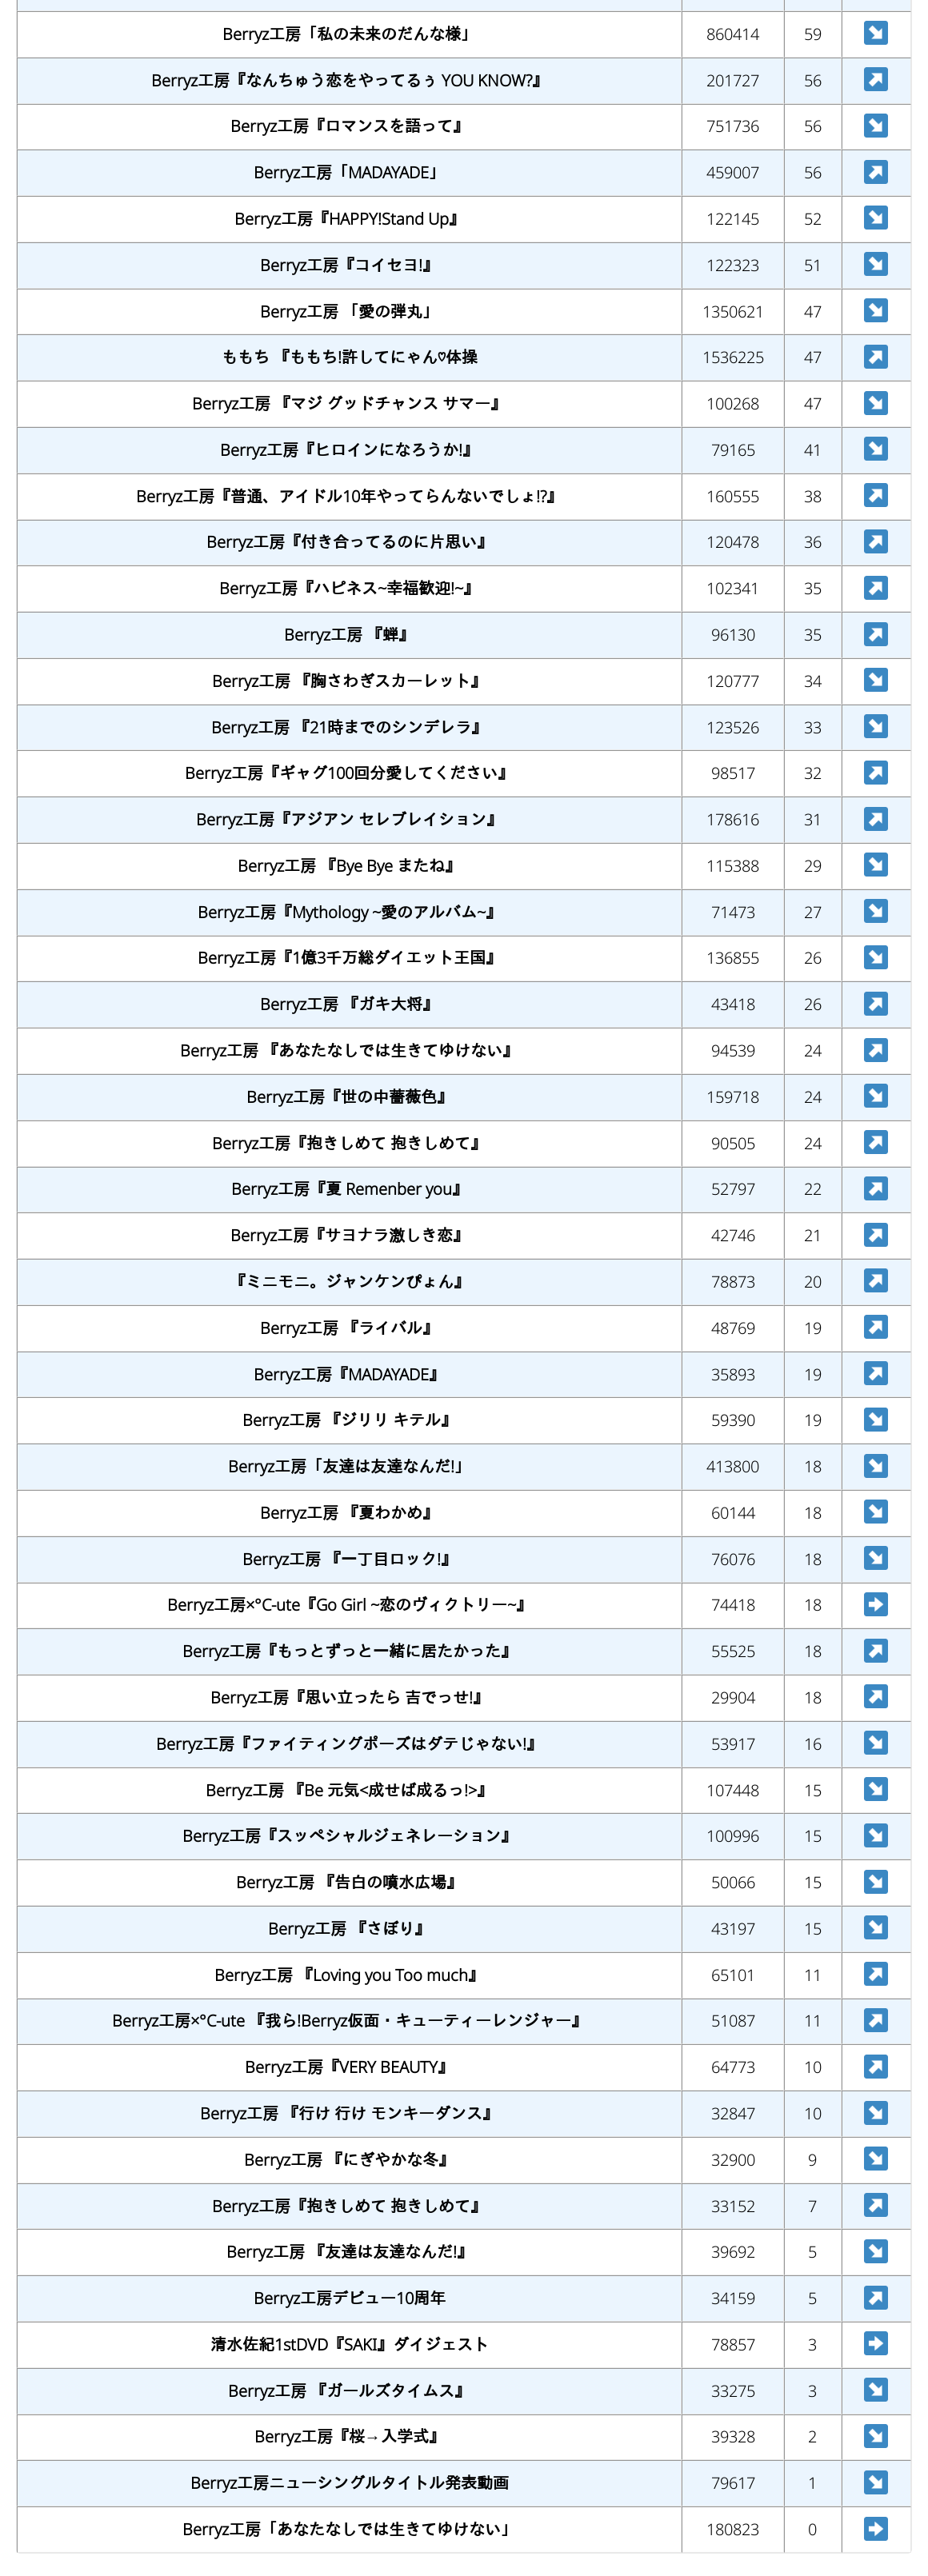 Berryz工房「私の未来のだんな様」 860414 59 ↘
Berryz工房『なんちゅう恋をやってるぅ YOU KNOW?』 201727 56 ↗
Berryz工房『ロマンスを語って』 751736 56 ↘
Berryz工房「MADAYADE」 459007 56 ↗
Berryz工房『HAPPY!Stand Up』 122145 52 ↘
Berryz工房『コイセヨ!』 122323 51 ↘
Berryz工房 「愛の弾丸」 1350621 47 ↘
ももち 『ももち!許してにゃん♡体操 1536225 47 ↗
Berryz工房 『マジ グッドチャンス サマー』 100268 47 ↘
Berryz工房『ヒロインになろうか!』 79165 41 ↘
Berryz工房『普通、アイドル10年やってらんないでしょ!?』 160555 38 ↗
Berryz工房『付き合ってるのに片思い』 120478 36 ↗
Berryz工房『ハピネス~幸福歓迎!~』 102341 35 ↗
Berryz工房 『蝉』 96130 35 ↗
Berryz工房 『胸さわぎスカーレット』 120777 34 ↘
Berryz工房 『21時までのシンデレラ』 123526 33 ↘
Berryz工房『ギャグ100回分愛してください』 98517 32 ↗
Berryz工房『アジアン セレブレイション』 178616 31 ↗
Berryz工房 『Bye Bye またね』 115388 29 ↘
Berryz工房『Mythology ~愛のアルバム~』 71473 27 ↘
Berryz工房『1億3千万総ダイエット王国』 136855 26 ↘
Berryz工房 『ガキ大将』 43418 26 ↗
Berryz工房 『あなたなしでは生きてゆけない』 94539 24 ↗
Berryz工房『世の中薔薇色』 159718 24 ↘
Berryz工房『抱きしめて 抱きしめて』 90505 24 ↗
Berryz工房『夏 Remenber you』 52797 22 ↗
Berryz工房『サヨナラ激しき恋』 42746 21 ↗
『ミニモニ。ジャンケンぴょん』 78873 20 ↗
Berryz工房 『ライバル』 48769 19 ↗
Berryz工房『MADAYADE』 35893 19 ↗
Berryz工房 『ジリリ キテル』 59390 19 ↘
Berryz工房「友達は友達なんだ!」 413800 18 ↘
Berryz工房 『夏わかめ』 60144 18 ↘
Berryz工房 『一丁目ロック!』 76076 18 ↘
Berryz工房×℃-ute『Go Girl ~恋のヴィクトリー~』 74418 18 →
Berryz工房『もっとずっと一緒に居たかった』 55525 18 ↗
Berryz工房『思い立ったら 吉でっせ!』 29904 18 ↗
Berryz工房『ファイティングポーズはダテじゃない!』 53917 16 ↘
Berryz工房 『Be 元気<成せば成るっ!>』 107448 15 ↘
Berryz工房『スッペシャルジェネレ～ション』 100996 15 ↘
Berryz工房 『告白の噴水広場』 50066 15 ↘
Berryz工房 『さぼり』 43197 15 ↘
Berryz工房 『Loving you Too much』 65101 11 ↗
Berryz工房×℃-ute 『我ら!Berryz仮面・キューティーレンジャー』 51087 11 ↗
Berryz工房『VERY BEAUTY』 64773 10 ↗
Berryz工房 『行け 行け モンキーダンス』 32847 10 ↘
Berryz工房 『にぎやかな冬』 32900 9 ↘
Berryz工房『抱きしめて 抱きしめて』 33152 7 ↗
Berryz工房 『友達は友達なんだ!』 39692 5 ↘
Berryz工房デビュー10周年 34159 5 ↗
清水佐紀1stDVD『SAKI』ダイジェスト 78857 3 →
Berryz工房 『ガールズタイムス』 33275 3 ↘
Berryz工房『桜→入学式』 39328 2 ↘
Berryz工房ニューシングルタイトル発表動画 79617 1 ↘
Berryz工房「あなたなしでは生きてゆけない」 180823 0 →